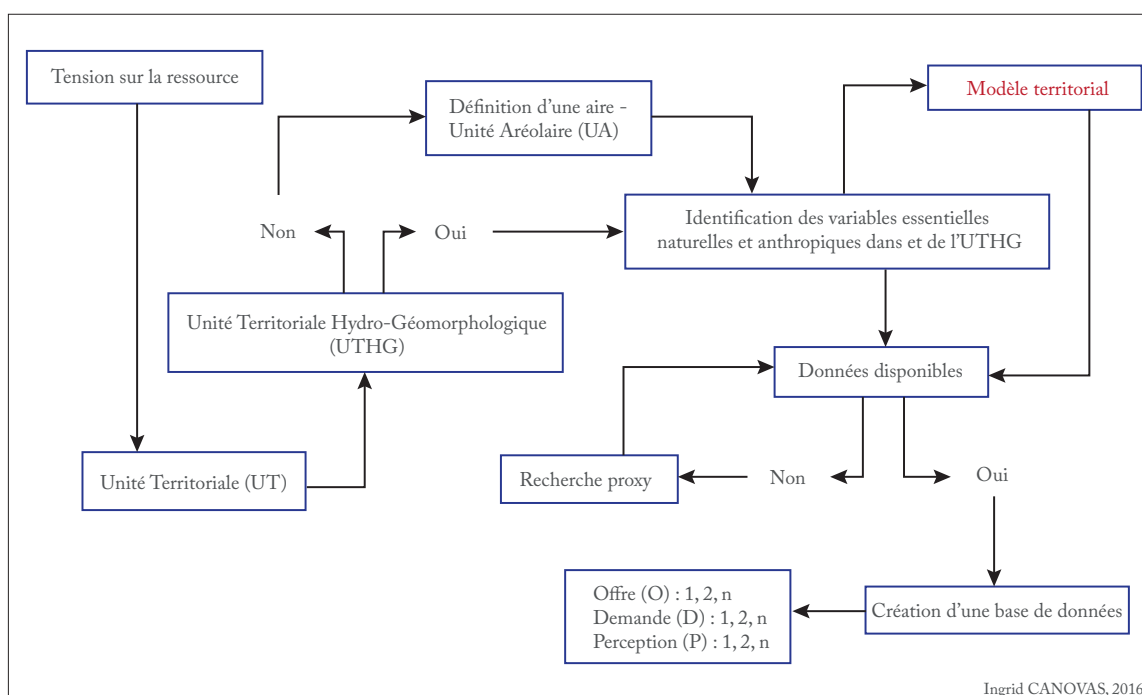 Tension sur la ressource
Définition d'une aire -
Unité Aréolaire (UA)
Modèle territorial
Identification des variables essentielles
naturelles et anthropiques dans et de l'UTHG
Non
Oui
Unité Territoriale Hydro-Géomorphologique
(UTHG)
Données disponibles
Unité Territoriale (UT)
Recherche proxy
Non
Oui
Offre (O) : 1, 2, n
Demande (D) : 1, 2, n
Perception (P) : 1, 2, n
Création d'une base de données
Ingrid CANOVAS, 2016